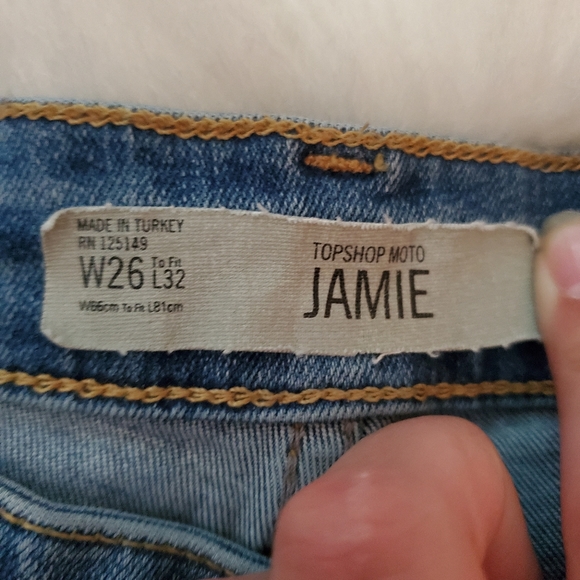 MADE IN TURKEY
RN 125149
W26 To Fit L32
W66cm To Fit L81cm
TOPSHOP MOTO
JAMIE